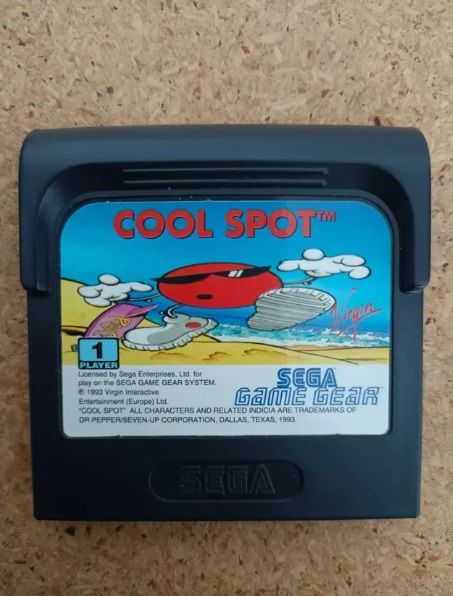 COOL SPOT™
Virgin
1
PLAYER
Licensed by Sega Enterprises, Ltd. for
play on the SEGA GAME GEAR SYSTEM.
© 1993 Virgin Interactive
Entertainment (Europe) Ltd.
SEGA
GAME GEAR
"COOL SPOT" ALL CHARACTERS AND RELATED INDICIA ARE TRADEMARKS OF
DR PEPPER/SEVEN-UP CORPORATION, DALLAS, TEXAS, 1993.
SEGA